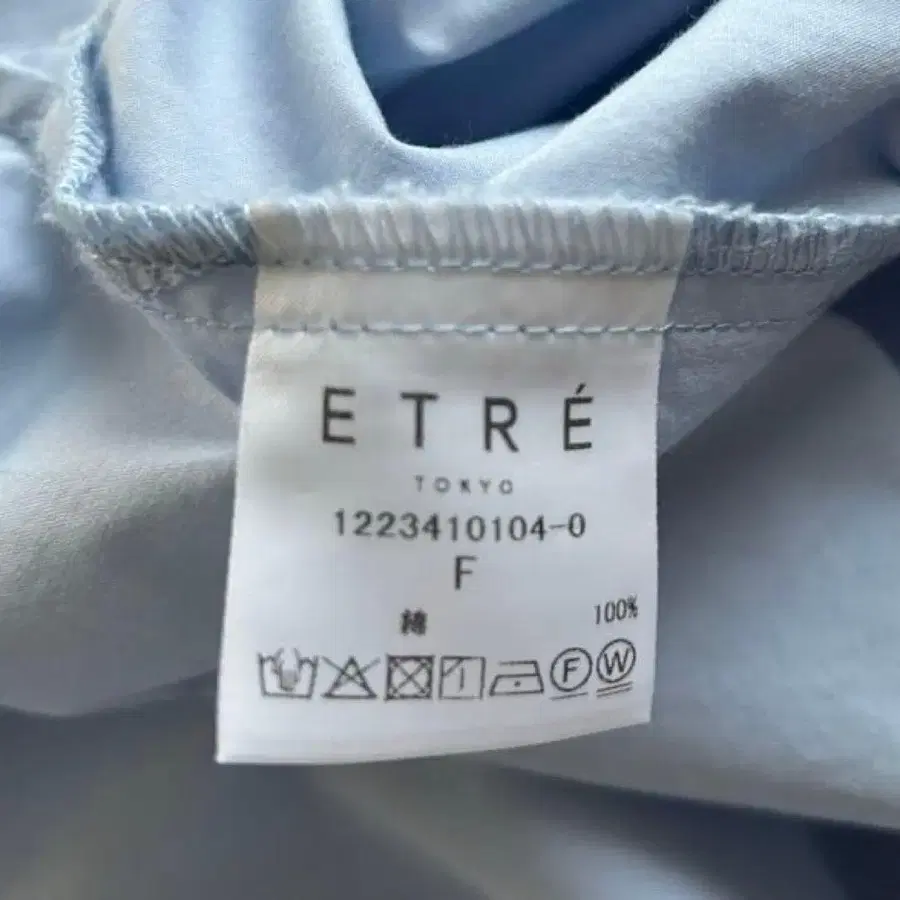 ETRÉ
TOKYO
1223410104-0
F
綿 100%
F W